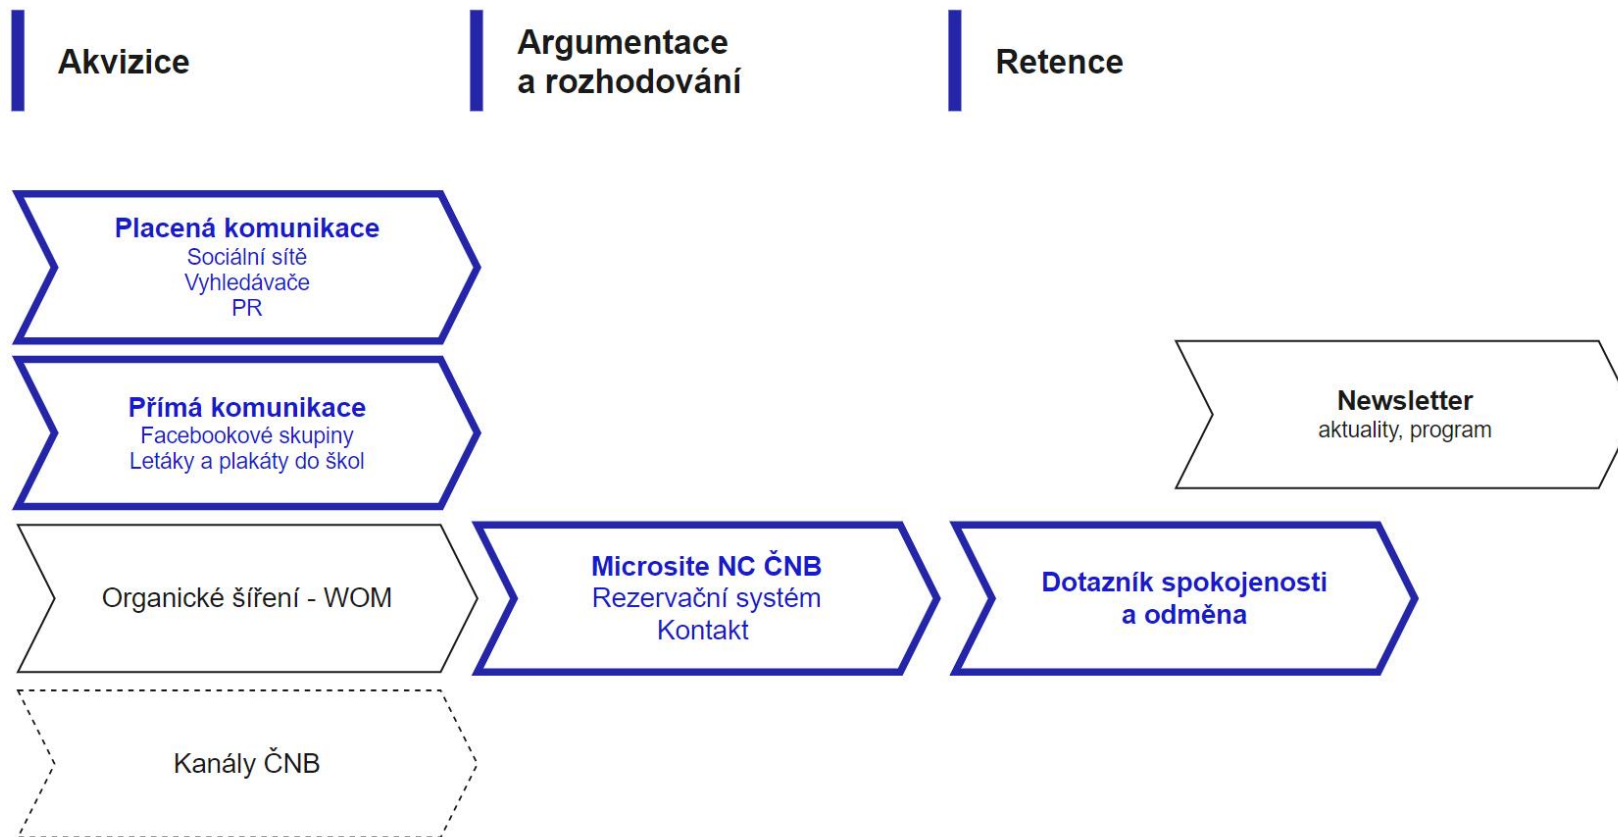 Akvizice
Argumentace
a rozhodování
Retence
Placená komunikace
Sociální sítě
Vyhledávače
PR
Přímá komunikace
Facebookové skupiny
Letáky a plakáty do škol
Newsletter
aktuality, program
Organické šíření - WOM
Microsite NC ČNB
Rezervační systém
Kontakt
Dotazník spokojenosti
a odměna
Kanály ČNB